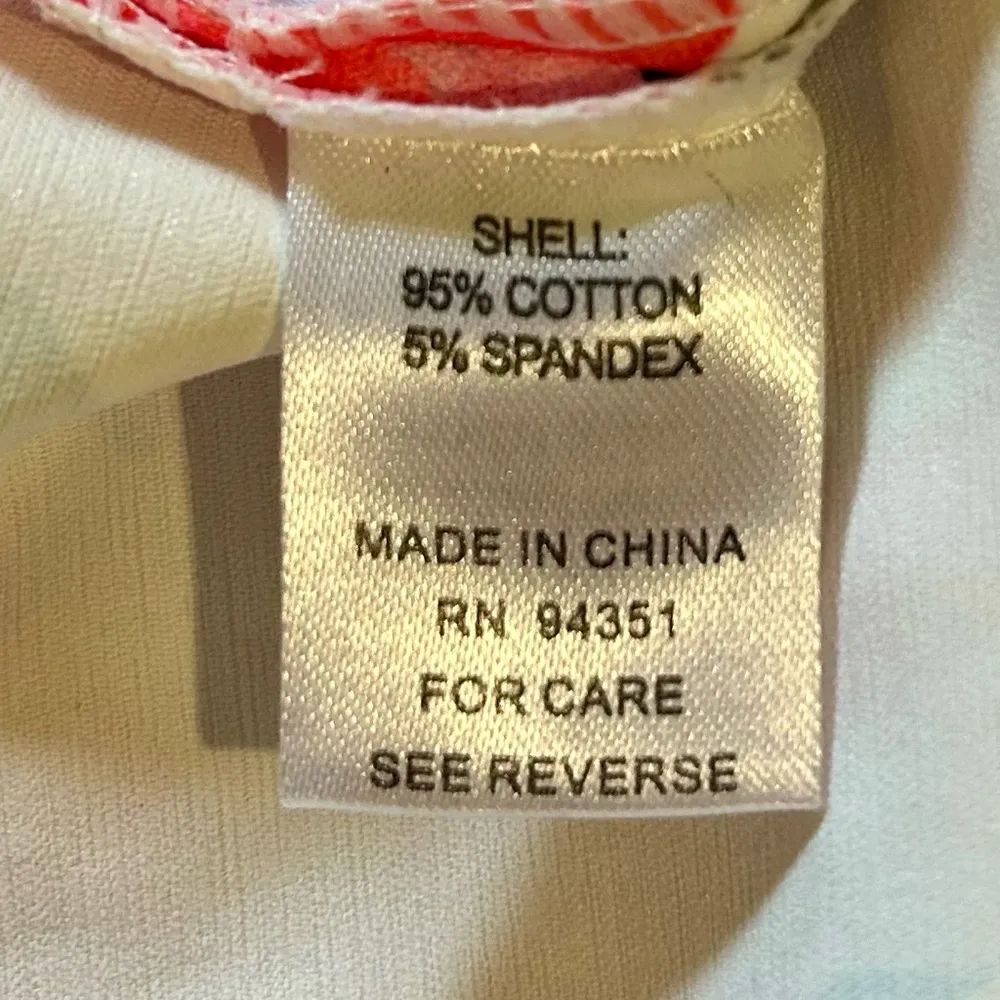 SHELL:
95% COTTON
5% SPANDEX
MADE IN CHINA
RN 94351
FOR CARE
SEE REVERSE